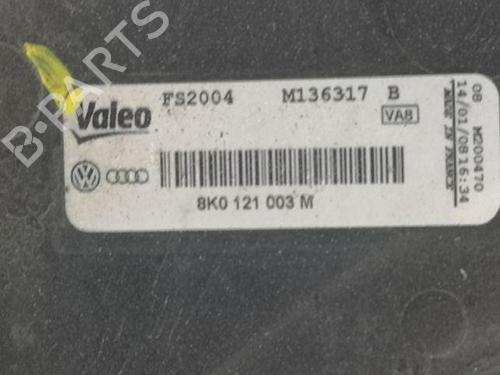 B-PARTS
Valeo
FS2004 M136317 B
VA8
8K0 121 003 M
08 M200470
14/01/08 16:34
MADE IN FRANCE